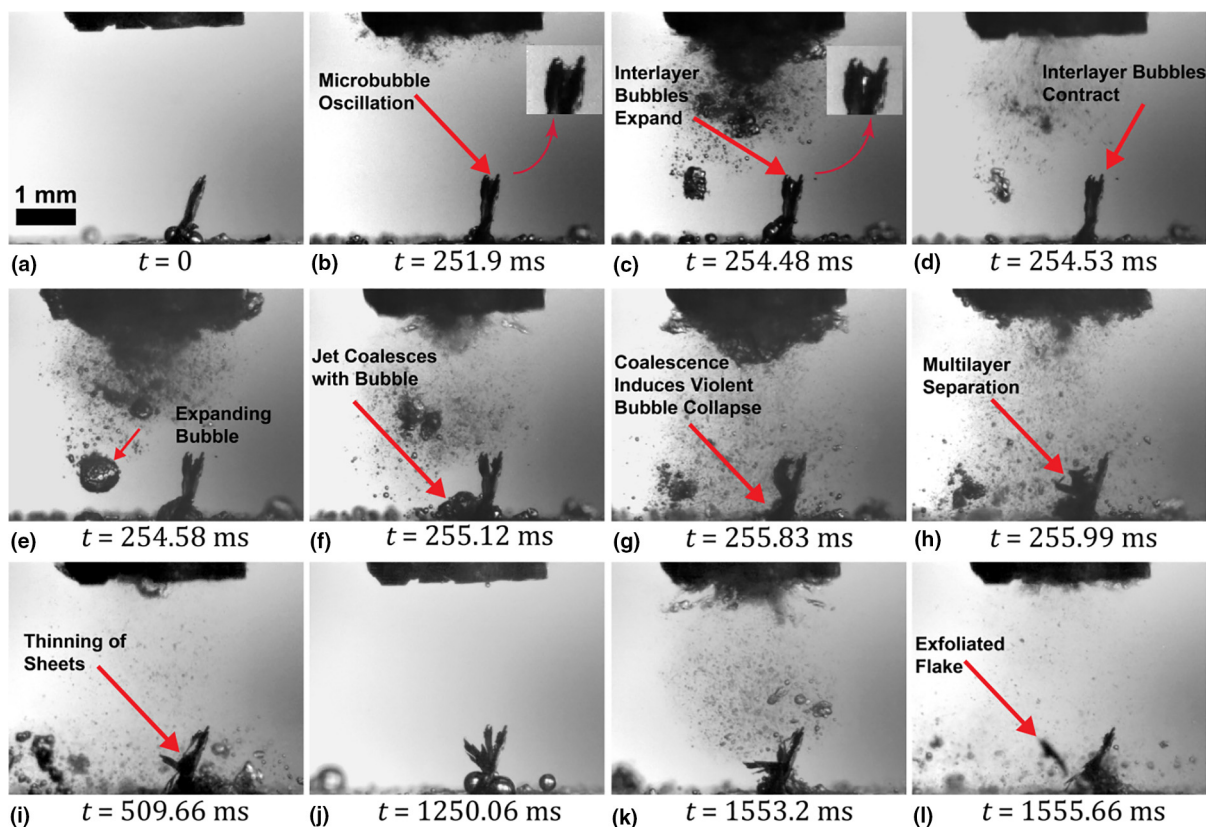 Microbubble
Oscillation
Interlayer
Bubbles
Expand
Interlayer Bubbles
Contract
1 mm
(a) t = 0
(b) t = 251.9 ms
(c) t = 254.48 ms
(d) t = 254.53 ms
Expanding
Bubble
Jet Coalesces
with Bubble
Coalescence
Induces Violent
Bubble Collapse
Multilayer
Separation
(e) t = 254.58 ms
(f) t = 255.12 ms
(g) t = 255.83 ms
(h) t = 255.99 ms
Thinning of
Sheets
Exfoliated
Flake
(i) t = 509.66 ms
(j) t = 1250.06 ms
(k) t = 1553.2 ms
(l) t = 1555.66 ms